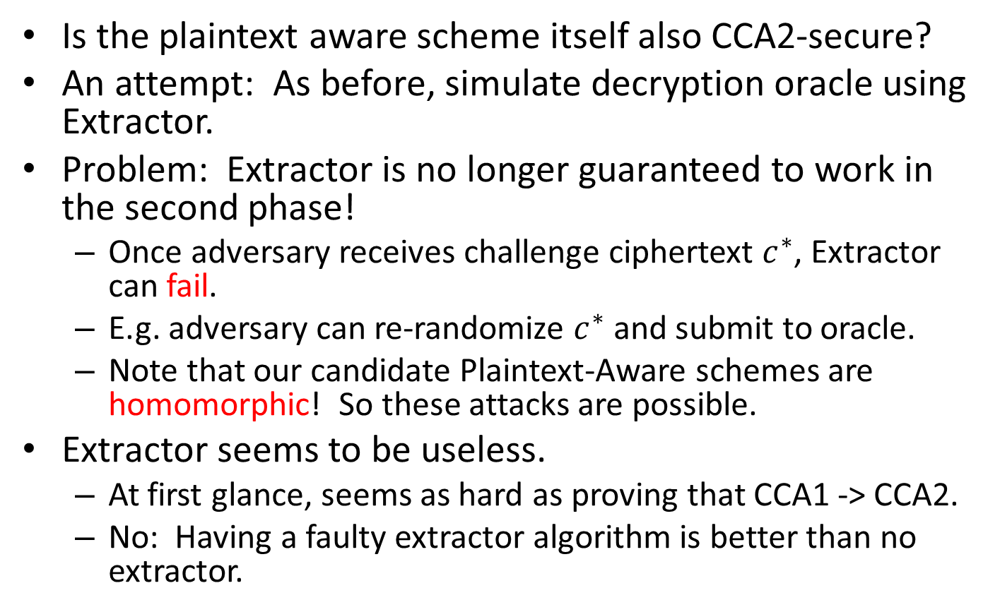 • Is the plaintext aware scheme itself also CCA2-secure?
• An attempt:  As before, simulate decryption oracle using
Extractor.
• Problem:  Extractor is no longer guaranteed to work in
the second phase!
– Once adversary receives challenge ciphertext c*, Extractor
can fail.
– E.g. adversary can re-randomize c* and submit to oracle.
– Note that our candidate Plaintext-Aware schemes are
homomorphic!  So these attacks are possible.
• Extractor seems to be useless.
– At first glance, seems as hard as proving that CCA1 -> CCA2.
– No:  Having a faulty extractor algorithm is better than no
extractor.